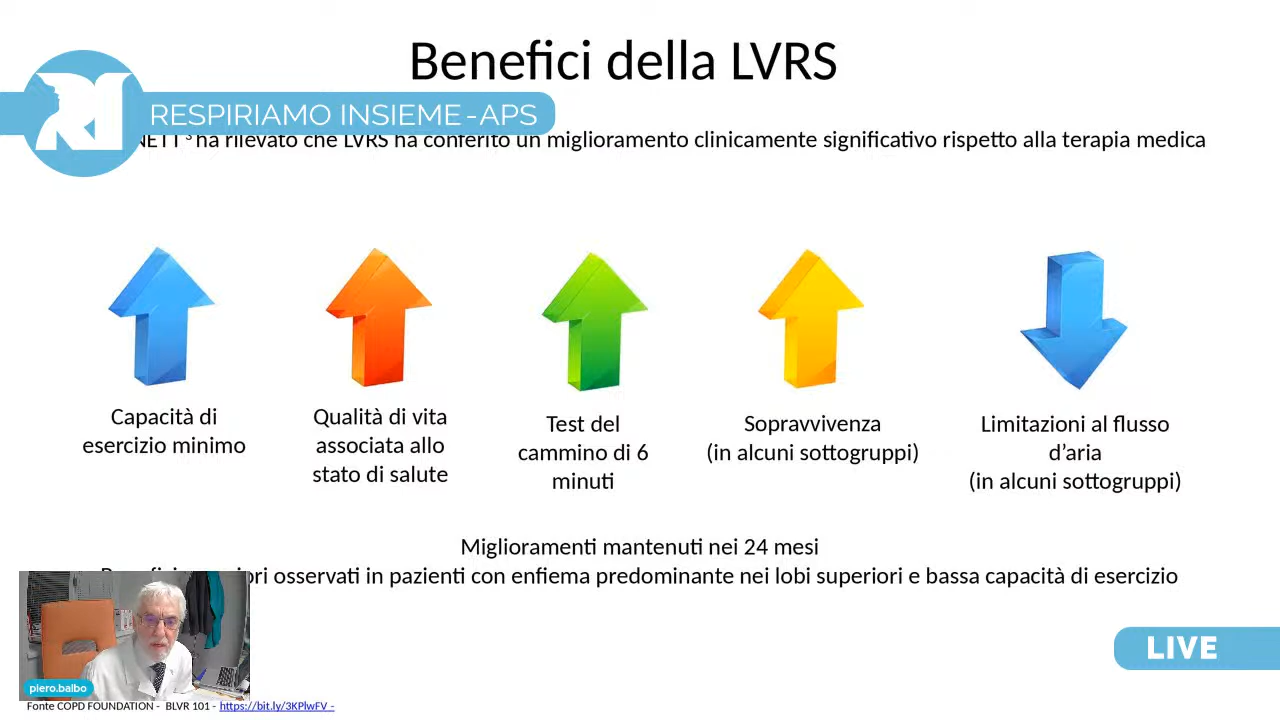 Benefici della LVRS
RI
RESPIRIAMO INSIEME-APS
ha rilevato che LVRS ha conferito un miglioramento clinicamente significativo rispetto alla terapia medica
Capacità di
esercizio minimo
Qualità di vita
associata allo
stato di salute
Test del
cammino di 6
minuti
Sopravvivenza
(in alcuni sottogruppi)
Limitazioni al flusso
d’aria
(in alcuni sottogruppi)
Miglioramenti mantenuti nei 24 mesi
osservati in pazienti con enfiema predominante nei lobi superiori e bassa capacità di esercizio
LIVE
piero.balbo
Fonte COPD FOUNDATION - BLVR 101 - https://bit.ly/3KPlwFV -